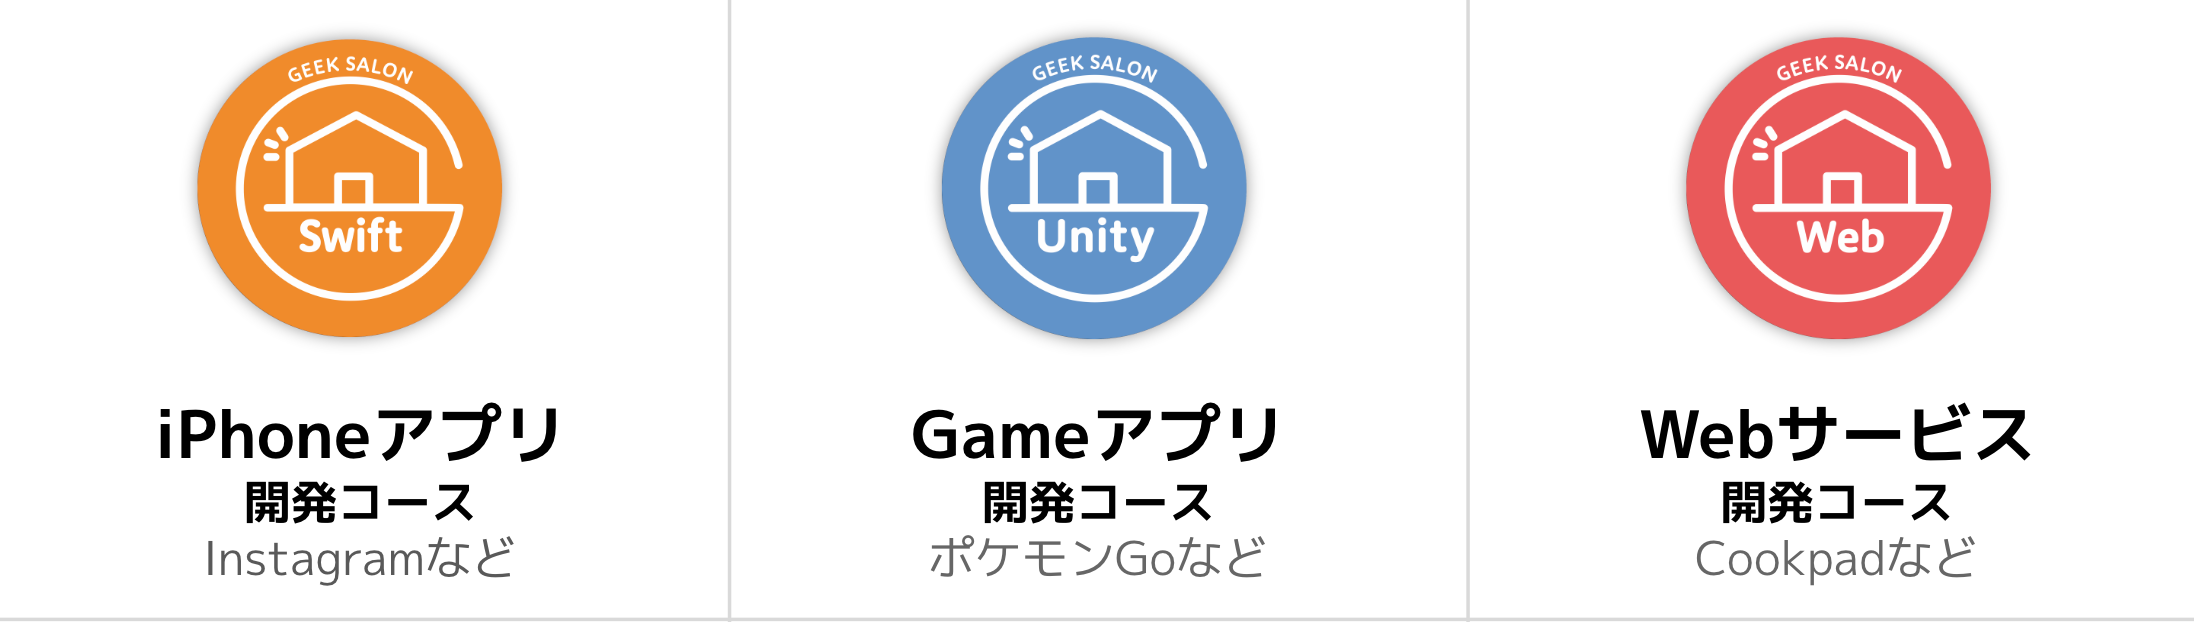 GEEK SALON
Swift
iPhoneアプリ
開発コース
Instagramなど
GEEK SALON
Unity
Gameアプリ
開発コース
ポケモンGoなど
GEEK SALON
Web
Webサービス
開発コース
Cookpadなど